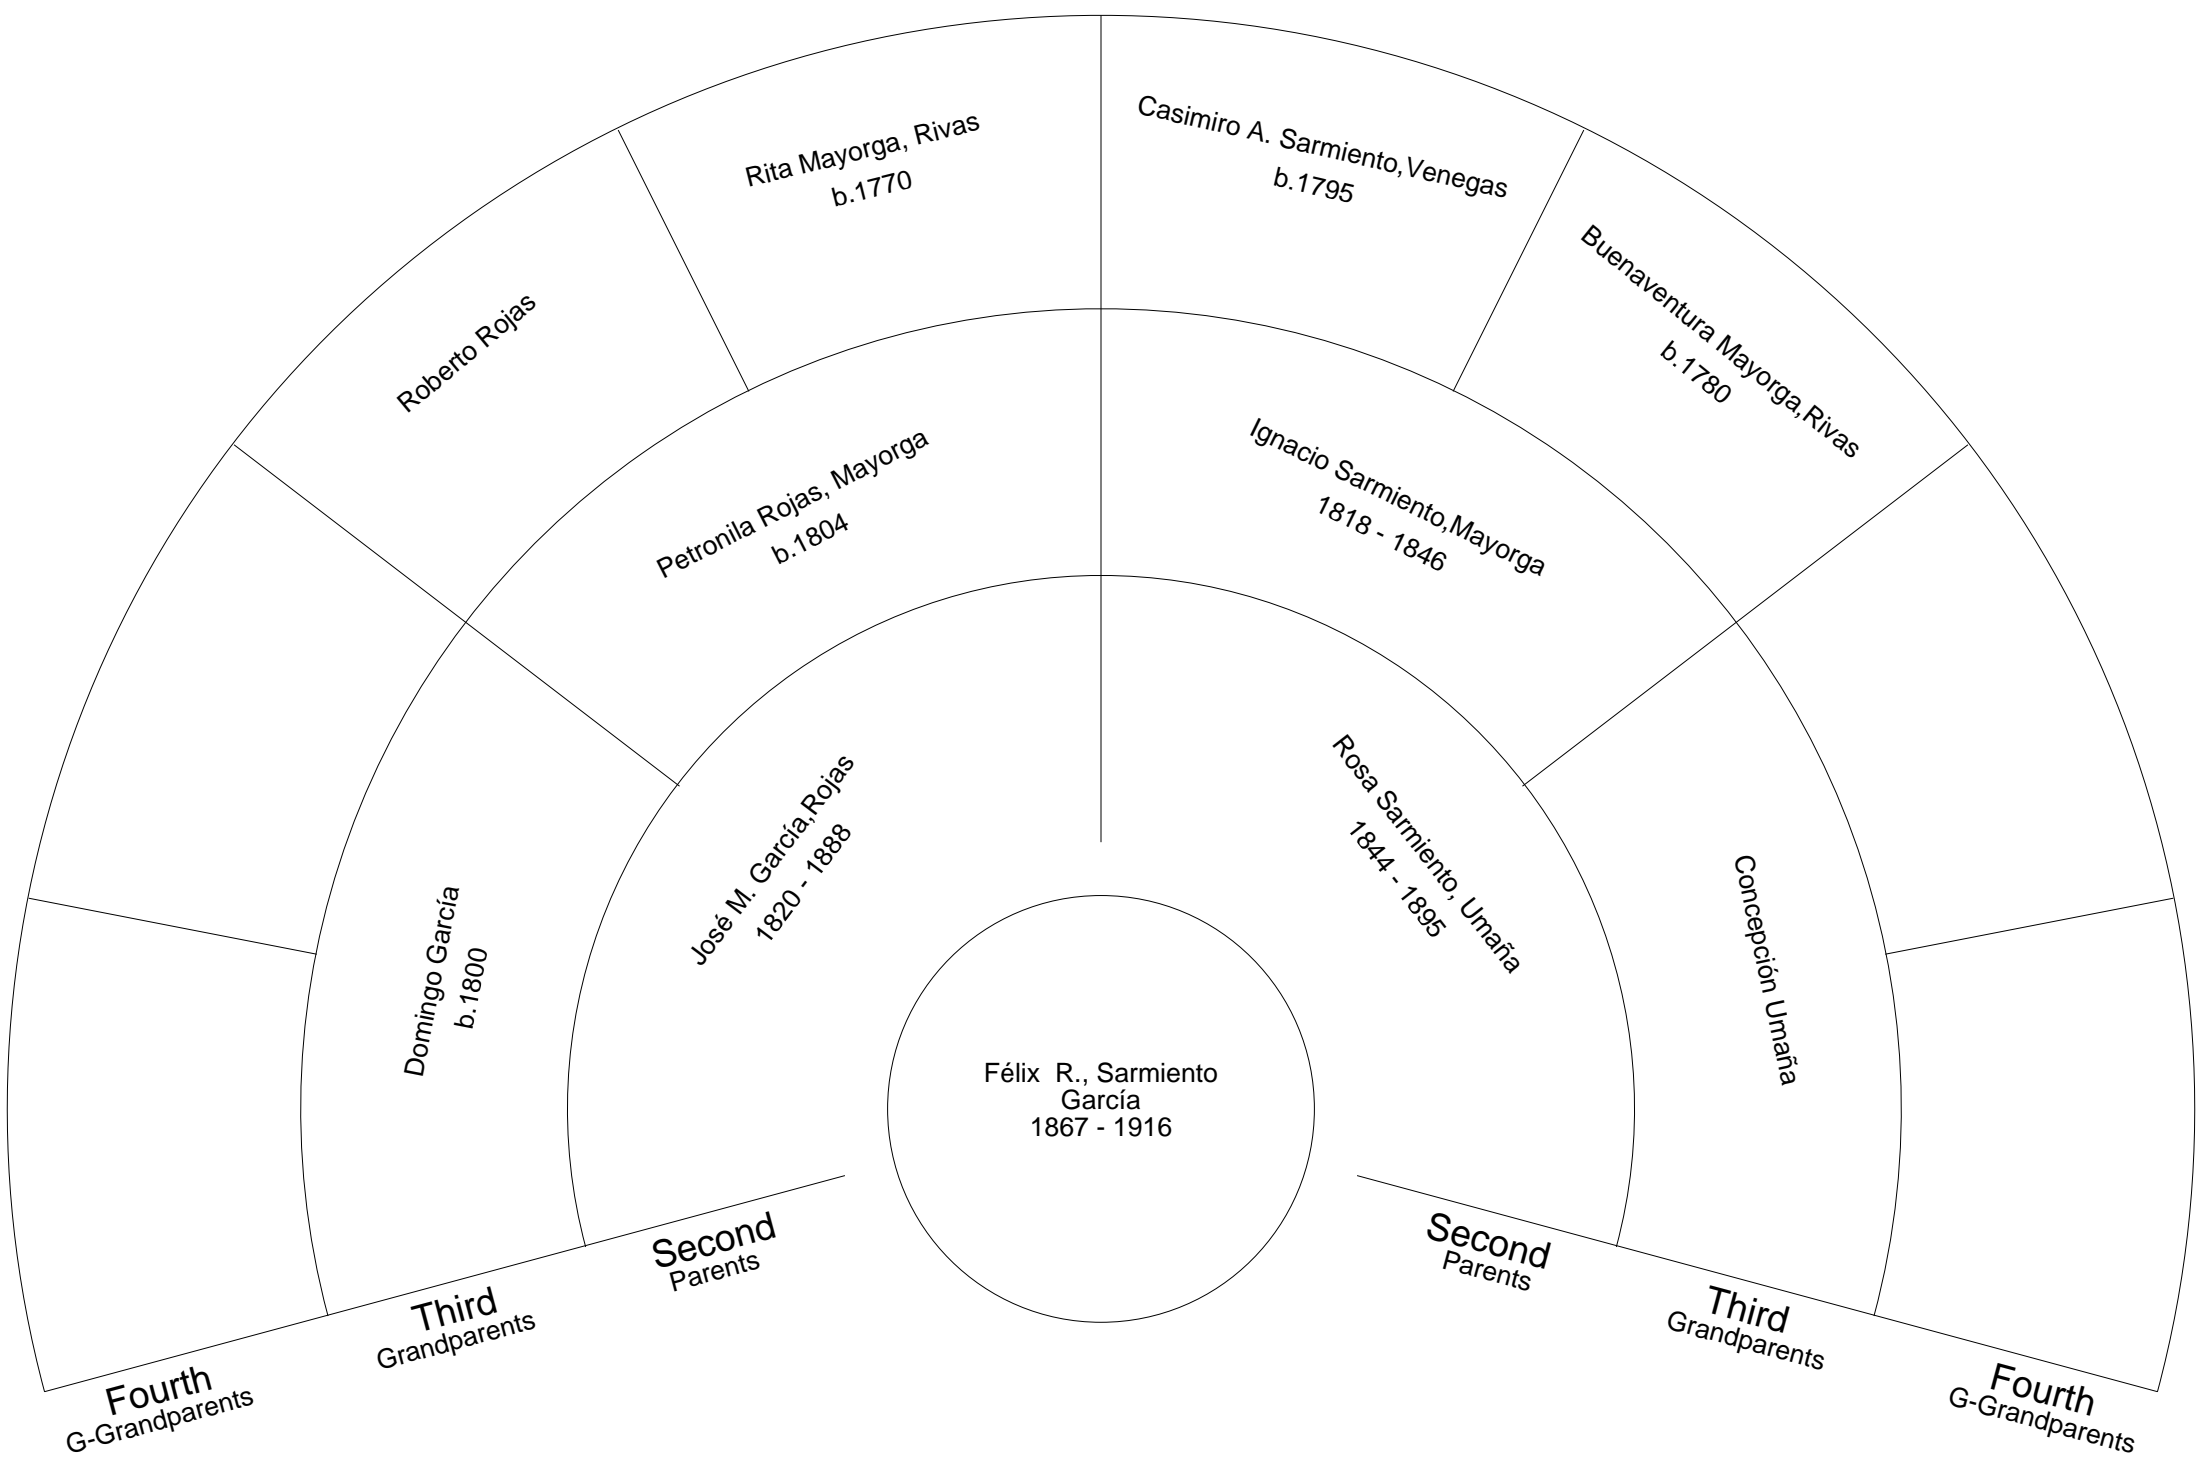 Roberto Rojas
Rita Mayorga, Rivas
b.1770
Casimiro A. Sarmiento,Venegas
b.1795
Buenaventura Mayorga,Rivas
b.1780
Domingo García
b.1800
Petronila Rojas, Mayorga
b.1804
Ignacio Sarmiento,Mayorga
1818 - 1846
Concepción Umaña
José M. García,Rojas
1820 - 1888
Rosa Sarmiento, Umaña
1844 - 1895
Félix  R., Sarmiento
García
1867 - 1916
Second
Parents
Third
Grandparents
Fourth
G-Grandparents
Second
Parents
Third
Grandparents
Fourth
G-Grandparents